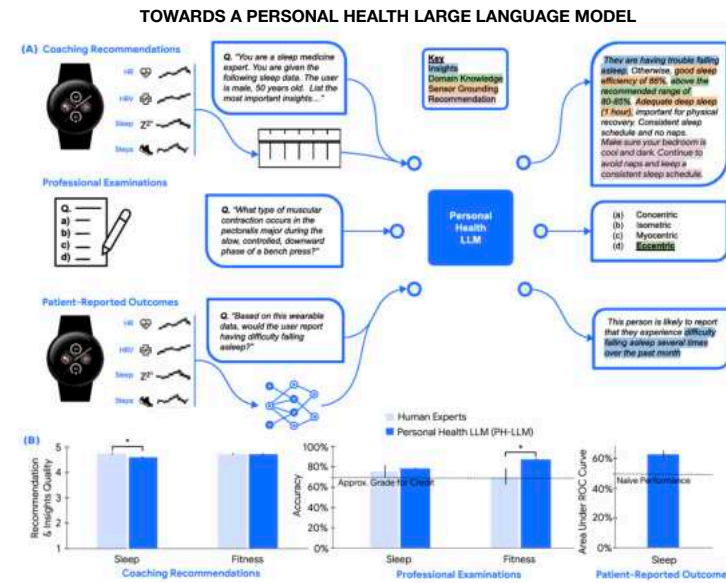 TOWARDS A PERSONAL HEALTH LARGE LANGUAGE MODEL
(A) Coaching Recommendations
HR
HRV
Sleep
Steps
Q. "You are a sleep medicine
expert. You are given the
following sleep data. The user
is male, 50 years old. List the
most important insights..."
Key
Insights
Domain Knowledge
Sensor Grounding
Recommendation
They are having trouble falling
asleep. Otherwise, good sleep
efficiency of 88%, above the
recommended range of
80-85%. Adequate deep sleep
(1 hour), important for physical
recovery. Consistent sleep
schedule and no naps.
Make sure your bedroom is
cool and dark. Continue to
avoid naps and keep a
consistent sleep schedule.
Professional Examinations
Q.
a)
b)
c)
d)
Q. "What type of muscular
contraction occurs in the
pectoralis major during the
slow, controlled, downward
phase of a bench press?"
Personal
Health
LLM
(a) Concentric
(b) Isometric
(c) Myocentric
(d) Eccentric
Patient-Reported Outcomes
HR
HRV
Sleep
Steps
Q. "Based on this wearable
data, would the user report
having difficulty falling
asleep?"
This person is likely to report
that they experience difficulty
falling asleep several times
over the past month
(B)
Human Experts
Personal Health LLM (PH-LLM)
Recommendation
& Insights Quality
5
4
3
2
1
*
Sleep
Fitness
Coaching Recommendations
Accuracy
100%
80%
60%
40%
20%
0%
Approx. Grade for Credit
*
Sleep
Fitness
Professional Examinations
Area Under ROC Curve
60%
40%
20%
0%
Naive Performance
Sleep
Patient-Reported Outcome